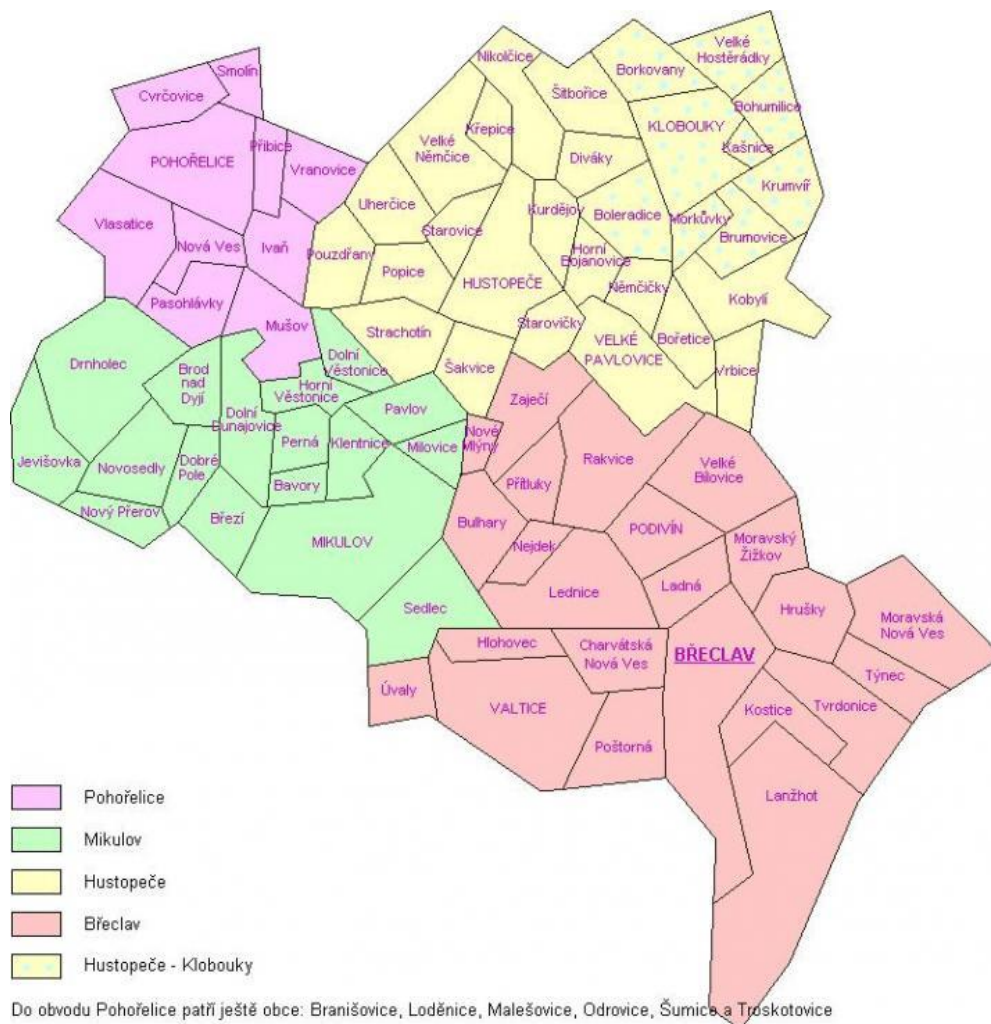 Nikolčice
Velké
Hostěrádky
Borkovany
Smolín
Cvrčovice
Šitbořice
Bohumilice
KLOBOUKY
Křepice
Velké
Němčice
Kašnice
Přibice
POHOŘELICE
Vranovice
Diváky
Krumvíř
Uherčice
Kurdějov
Boleradice
Morkůvky
Vlasatice
Starovice
Brumovice
Nová Ves
Ivaň
Pouzdřany
Horní
Bojanovice
Popice
HUSTOPEČE
Němčičky
Pasohlávky
Kobylí
Mušov
Strachotín
Starovičky
VELKÉ
PAVLOVICE
Bořetice
Drnholec
Dolní
Věstonice
Brod
nad
Dyjí
Šakvice
Vrbice
Horní
Věstonice
Zaječí
Pavlov
Dolní
Dunajovice
Nové
Mlýny
Perná
Klentnice
Milovice
Rakvice
Jevišovka
Novosedly
Dobré
Pole
Velké
Bílovice
Bavory
Přítluky
Nový Přerov
Březí
Bulhary
PODIVÍN
MIKULOV
Nejdek
Moravský
Žižkov
Ladná
Lednice
Sedlec
Hrušky
Moravská
Nová Ves
Hlohovec
Charvátská
Nová Ves
BŘECLAV
Týnec
Úvaly
VALTICE
Kostice
Tvrdonice
Poštorná
Lanžhot
Pohořelice
Mikulov
Hustopeče
Břeclav
Hustopeče - Klobouky
Do obvodu Pohořelice patří ještě obce: Branišovice, Loděnice, Malešovice, Odrovice, Šumice a Troskotovice